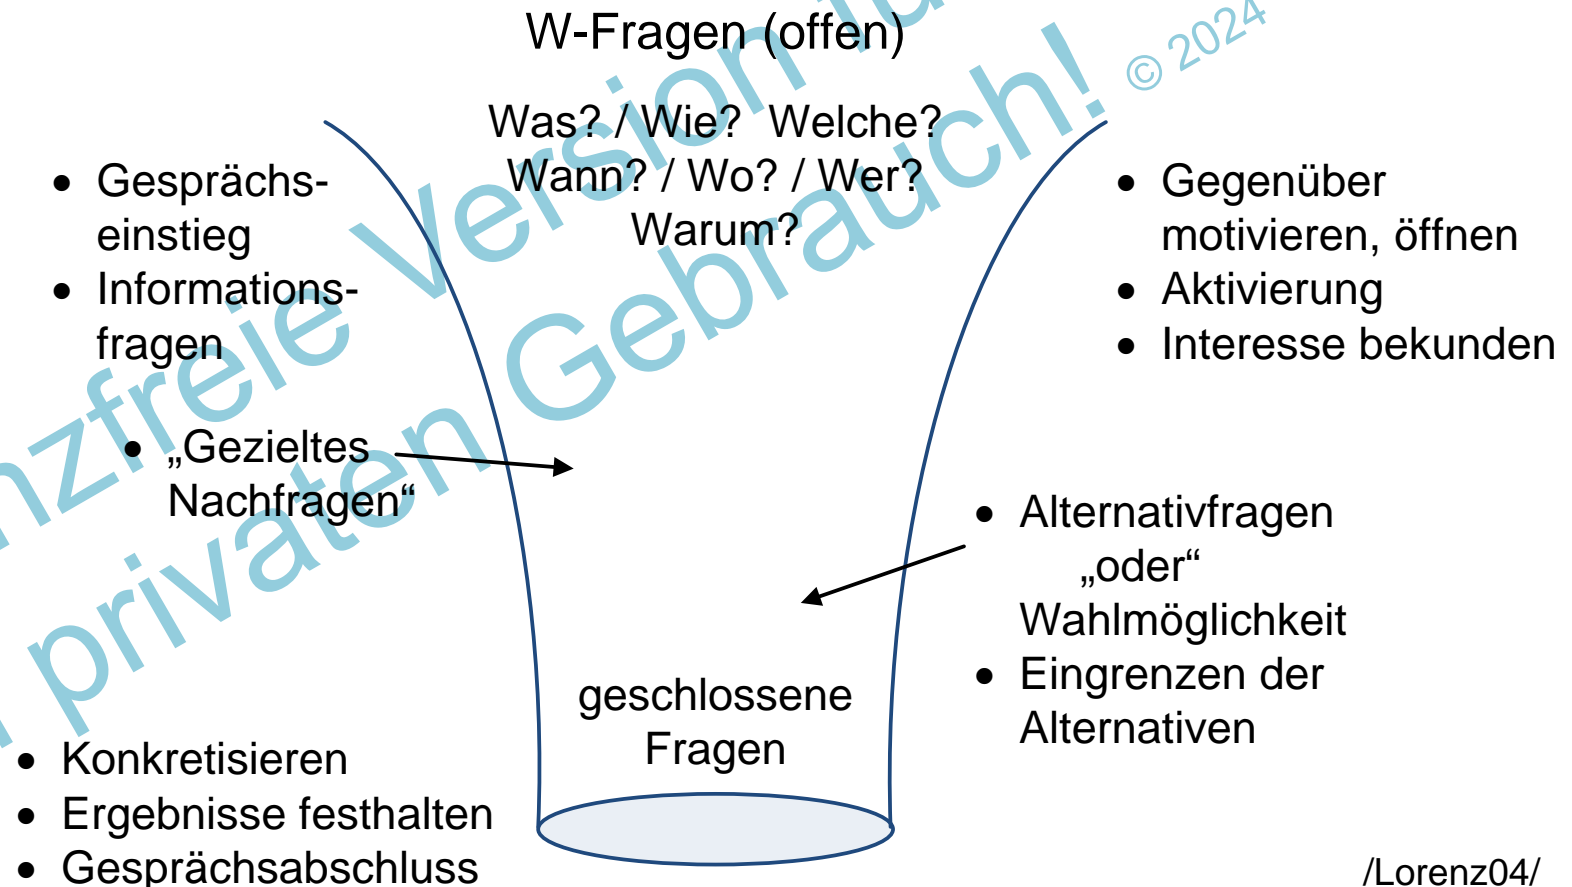 W-Fragen (offen)
© 2024
Was? / Wie?  Welche?
Wann? / Wo? / Wer?
Warum?
• Gesprächs-
einstieg
• Informations-
fragen
• Gegenüber
motivieren, öffnen
• Aktivierung
• Interesse bekunden
• „Gezieltes
Nachfragen“
• Alternativfragen
„oder“
Wahlmöglichkeit
• Eingrenzen der
Alternativen
geschlossene
Fragen
• Konkretisieren
• Ergebnisse festhalten
• Gesprächsabschluss
/Lorenz04/
Version
privaten Gebrauch!